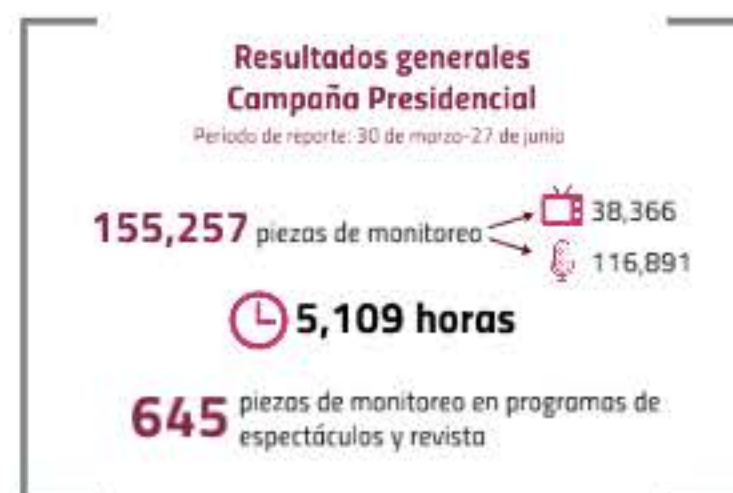 Resultados generales
Campaña Presidencial
Periodo de reporte: 30 de marzo-27 de junio
155,257 piezas de monitoreo
38,366
116,891
5,109 horas
645 piezas de monitoreo en programas de
espectáculos y revista